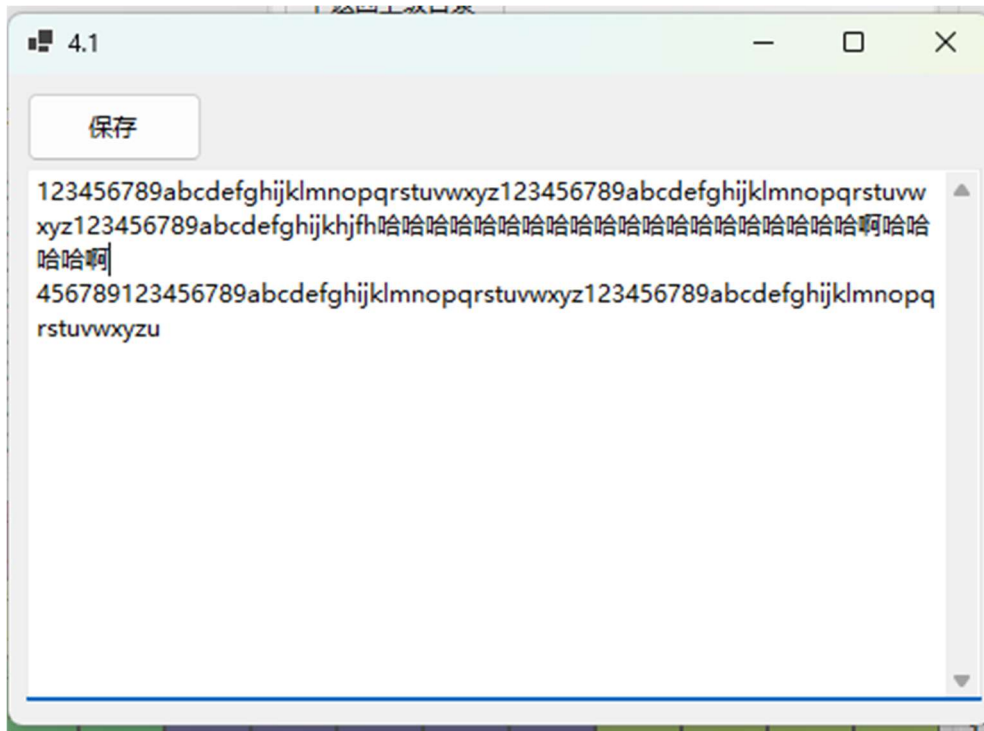 4.1
保存
123456789abcdefghijklmnopqrstuvwxyz123456789abcdefghijklmnopqrstuvw
xyz123456789abcdefghijkhjfh哈哈哈哈哈哈哈哈哈哈哈哈哈哈哈哈哈哈哈哈啊哈哈
哈哈啊
456789123456789abcdefghijklmnopqrstuvwxyz123456789abcdefghijklmnopq
rstuvwxyzu